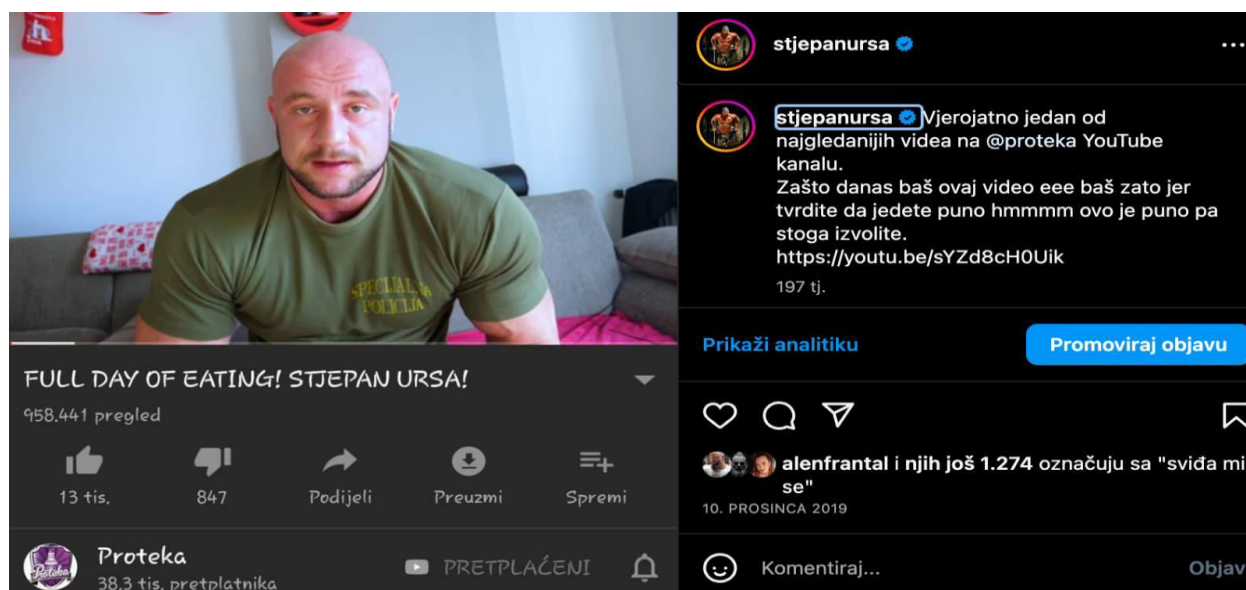 h
SPECIJALNA
POLICIJA
FULL DAY OF EATING! STJEPAN URSA!
958.441 pregled
13 tis.
847
Podijeli
Preuzmi
Spremi
Proteka
Proteka
38.3 tis. pretplatnika
PRETPLAĆENI
stjepanursa
stjepanursa Vjerojatno jedan od
najgledanijih videa na @proteka YouTube
kanalu.
Zašto danas baš ovaj video eee baš zato jer
tvrdite da jedete puno hmmmm ovo je puno pa
stoga izvolite.
https://youtu.be/sYZd8cH0Uik
197 tj.
Prikaži analitiku
Promoviraj objavu
alenfrantal i njih još 1.274 označuju sa "sviđa mi
se"
10. PROSINCA 2019
Komentiraj...
Objav